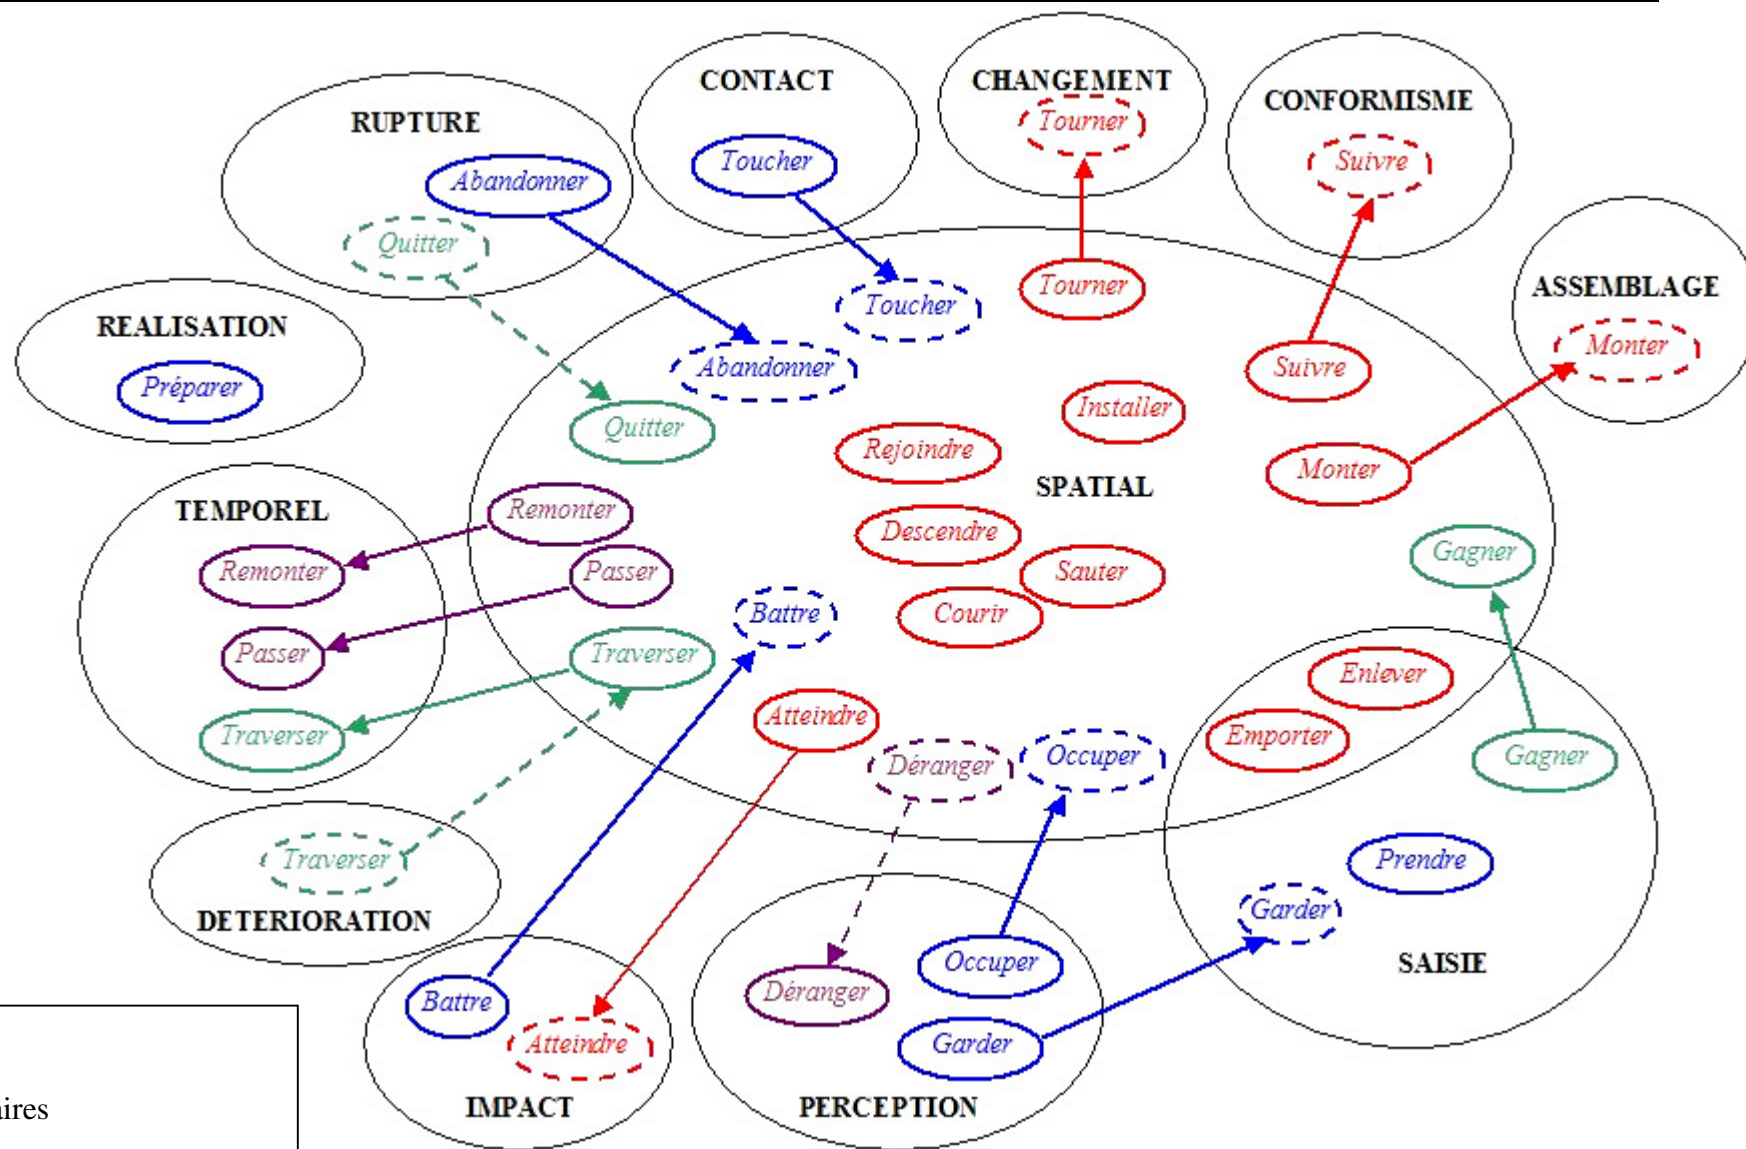 CONTACT
CHANGEMENT
CONFORMISME
RUPTURE
Tourner
Toucher
Suivre
Abandonner
Quitter
Tourner
ASSEMBLAGE
Toucher
REALISATION
Monter
Abandonner
Suivre
Préparer
Installer
Quitter
Rejoindre
Monter
SPATIAL
TEMPOREL
Remonter
Descendre
Gagner
Remonter
Passer
Sauter
Battre
Courir
Passer
Traverser
Enlever
Atteindre
Traverser
Emporter
Déranger
Occuper
Gagner
Traverser
Prendre
Garder
DETERIORATION
Occuper
SAISIE
Battre
Déranger
Atteindre
Garder
IMPACT
PERCEPTION
aires